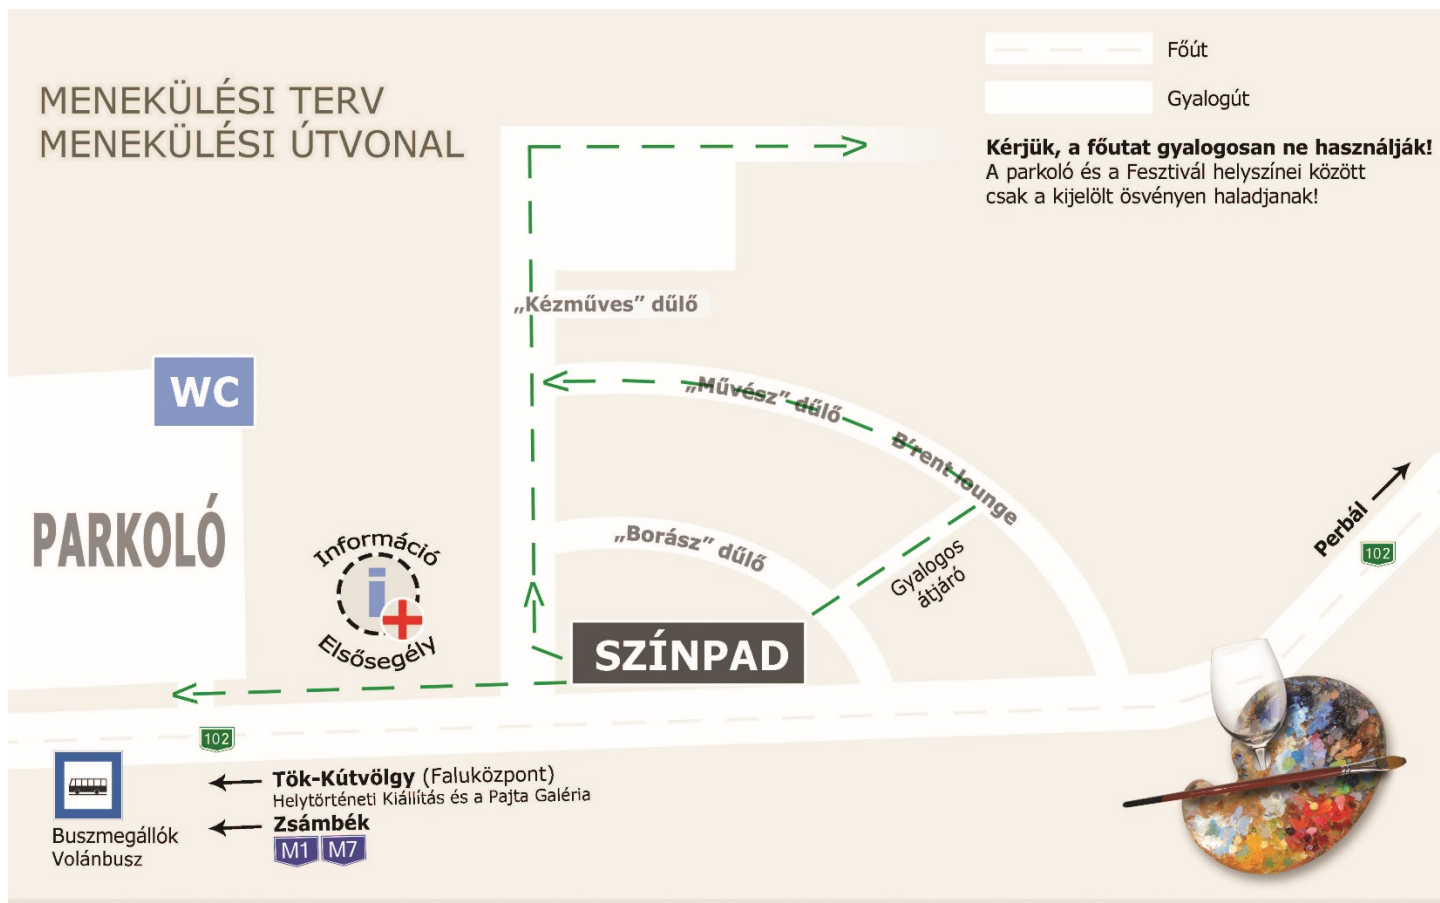 MENEKÜLÉSI TERV
MENEKÜLÉSI ÚTVONAL
Főút
Gyalogút
Kérjük, a főutat gyalogosan ne használják!
A parkoló és a Fesztivál helyszínei között
csak a kijelölt ösvényen haladjanak!
„Kézműves” dűlő
WC
„Művész” dűlő
B'rent lounge
PARKOLÓ
Információ
Elsősegély
„Borász” dűlő
Gyalogos
átjáró
Perbál
102
SZÍNPAD
102
Tök-Kútvölgy (Faluközpont)
Helytörténeti Kiállítás és a Pajta Galéria
Zsámbék
M1 M7
Buszmegállók
Volánbusz